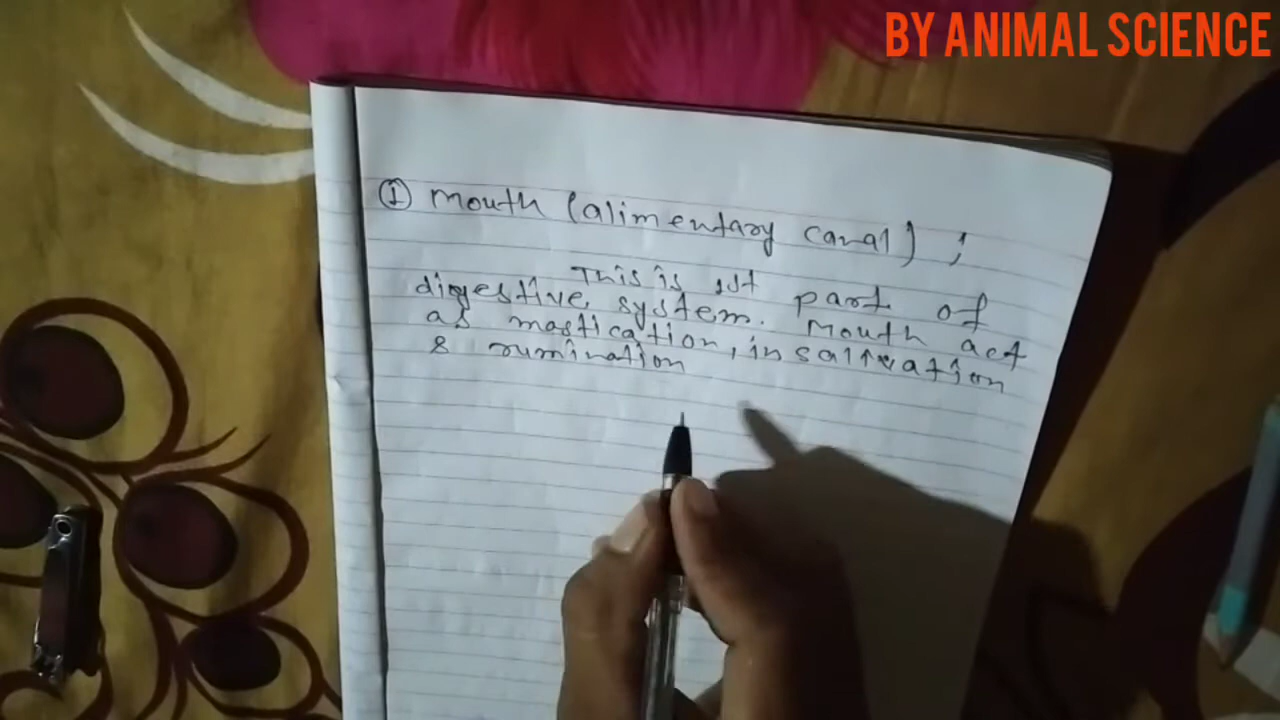 BY ANIMAL SCIENCE
① Mouth (alimentary canal) ;
This is 1st part of
digestive system. Mouth act
as mastication, insalivation
& rumination